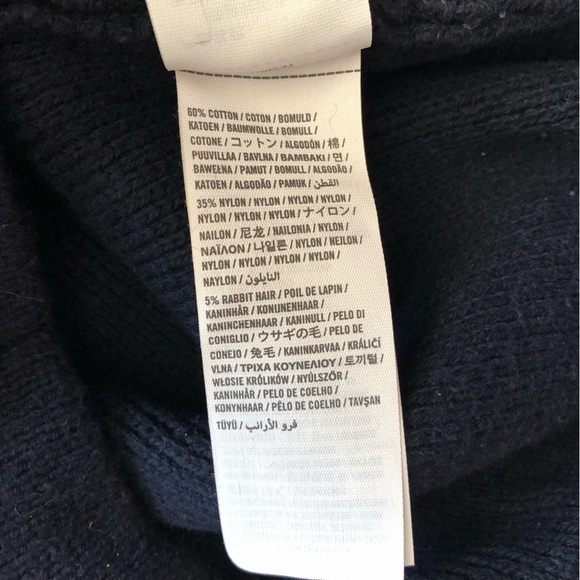 60% COTTON / COTON / BOMULD /
KATOEN / BAUMWOLLE / BOMULL /
COTONE / コットン / ALGODÓN / 棉 /
PUUVILLAA / BAVLNA / ΒΑΜΒΑΚΙ / 면 /
BAWEŁNA / PAMUT / BOMULL / ALGODÃO /
KATOEN / ALGODÃO / PAMUK / القطن
35% NYLON / NYLON / NYLON / NYLON /
NYLON / NYLON / NYLON / ナイロン /
NAILON / 尼龙 / NAILONIA / NYLON /
ΝΑΪΛΟΝ / 나일론 / NYLON / NEJLON /
NYLON / NYLON / NYLON / NYLON /
NAYLON / النايلون
5% RABBIT HAIR / POIL DE LAPIN /
KANINHÅR / KONIJNENHAAR /
KANINCHENHAAR / KANINULL / PELO DI
CONIGLIO / ウサギの毛 / PELO DE
CONEJO / 兔毛 / KANINKARVAA / KRÁLIČÍ
VLNA / ΤΡΙΧΑ ΚΟΥΝΕΛΙΟΥ / 토끼털 /
WŁOSIE KRÓLIKÓW / NYÚLSZŐR /
KANINHÅR / PELO DE COELHO /
KONYNHAAR / PÊLO DE COELHO / TAVŞAN
TÜYÜ / فرو الأرانب